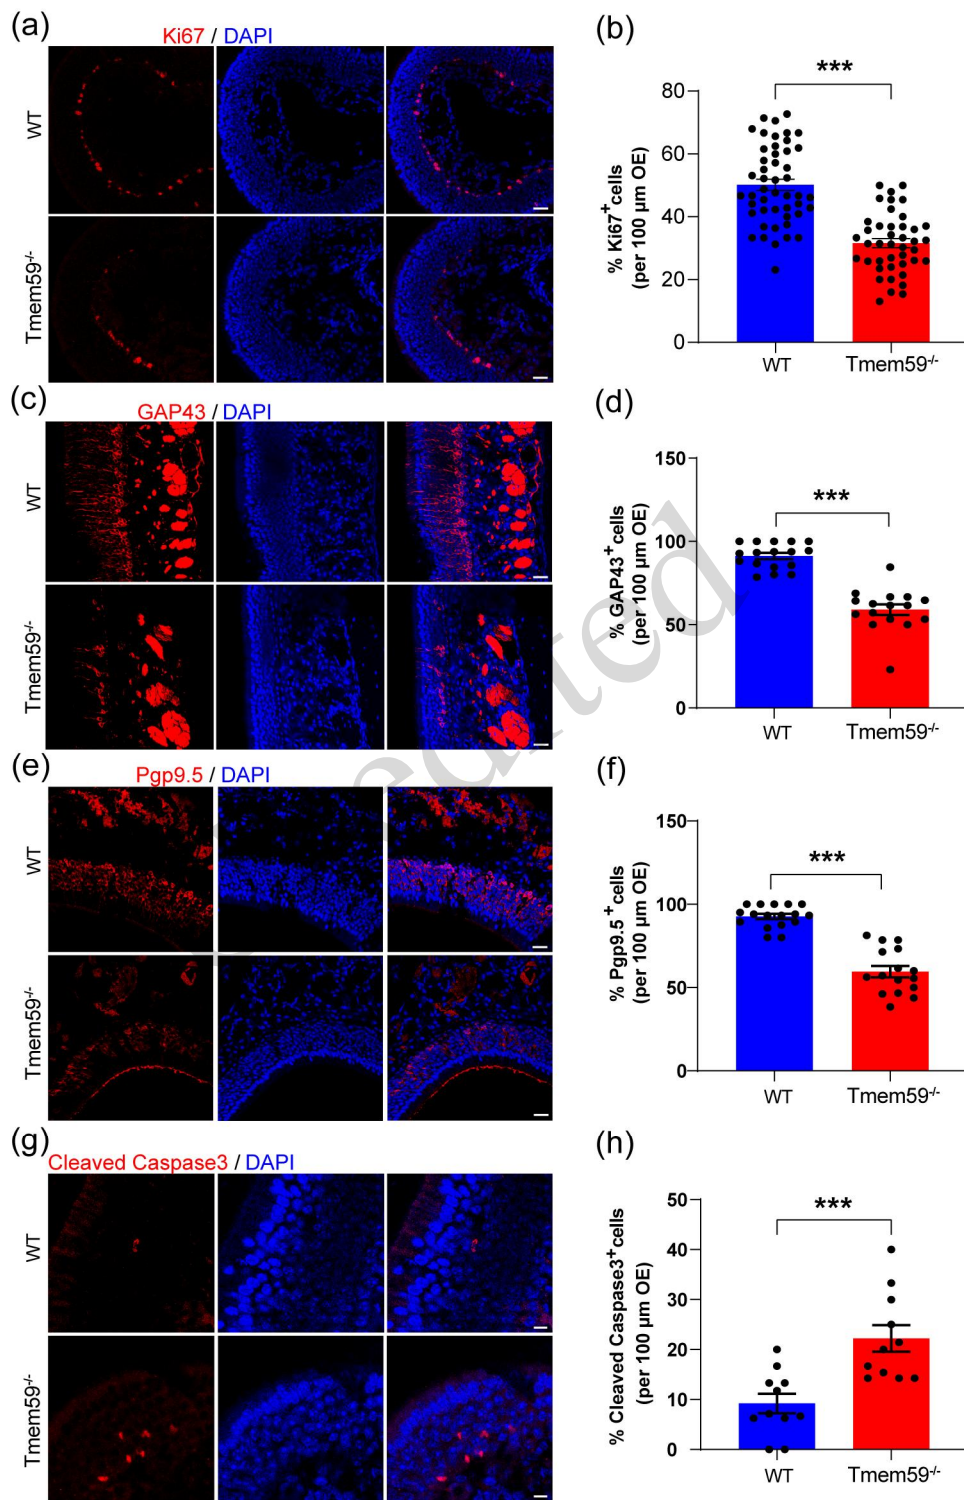 (a)
Ki67 / DAPI
WT
Tmem59-/-
(b)
% Ki67+cells
(per 100 μm OE)
80
60
40
20
0
***
WT
Tmem59-/-
(c)
GAP43 / DAPI
WT
Tmem59-/-
(d)
% GAP43+cells
(per 100 μm OE)
150
100
50
0
***
WT
Tmem59-/-
(e)
Pgp9.5 / DAPI
WT
Tmem59-/-
(f)
% Pgp9.5+cells
(per 100 μm OE)
150
100
50
0
***
WT
Tmem59-/-
(g)
Cleaved Caspase3 / DAPI
WT
Tmem59-/-
(h)
% Cleaved Caspase3+cells
(per 100 μm OE)
50
40
30
20
10
0
***
WT
Tmem59-/-